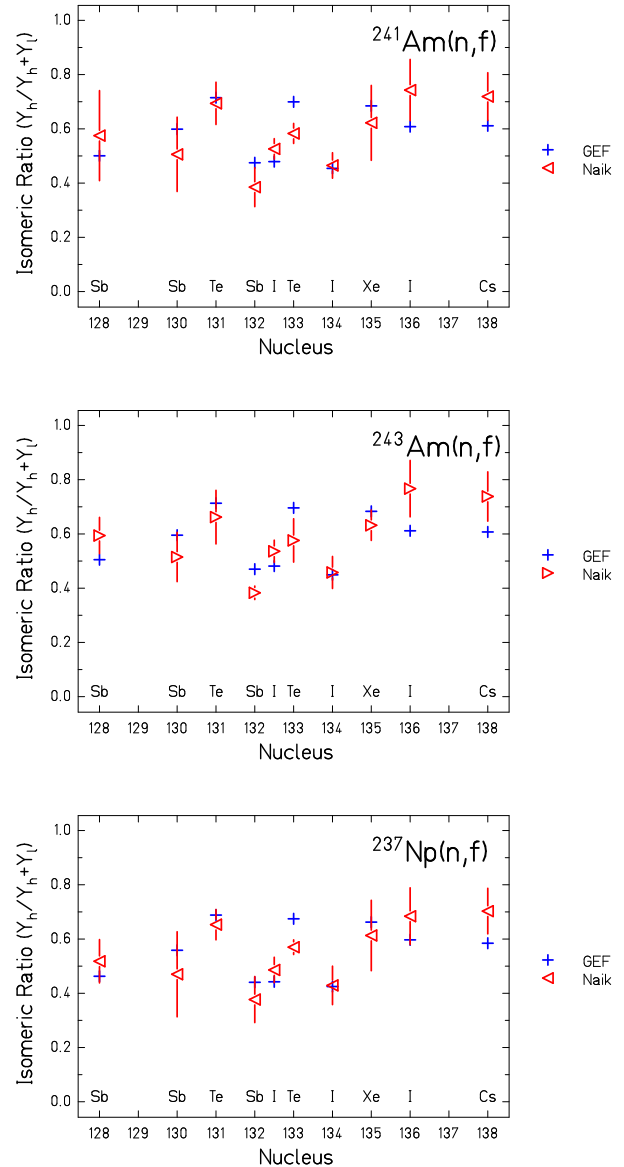 ²⁴¹Am(n,f)
Isomeric Ratio (Yₕ/Yₕ+Yₗ)
1.0
0.8
0.6
0.4
0.2
0.0
Sb Sb Te Sb I Te I Xe I Cs
128 129 130 131 132 133 134 135 136 137 138
Nucleus
GEF
Naik
²⁴³Am(n,f)
Isomeric Ratio (Yₕ/Yₕ+Yₗ)
1.0
0.8
0.6
0.4
0.2
0.0
Sb Sb Te Sb I Te I Xe I Cs
128 129 130 131 132 133 134 135 136 137 138
Nucleus
GEF
Naik
²³⁷Np(n,f)
Isomeric Ratio (Yₕ/Yₕ+Yₗ)
1.0
0.8
0.6
0.4
0.2
0.0
Sb Sb Te Sb I Te I Xe I Cs
128 129 130 131 132 133 134 135 136 137 138
Nucleus
GEF
Naik